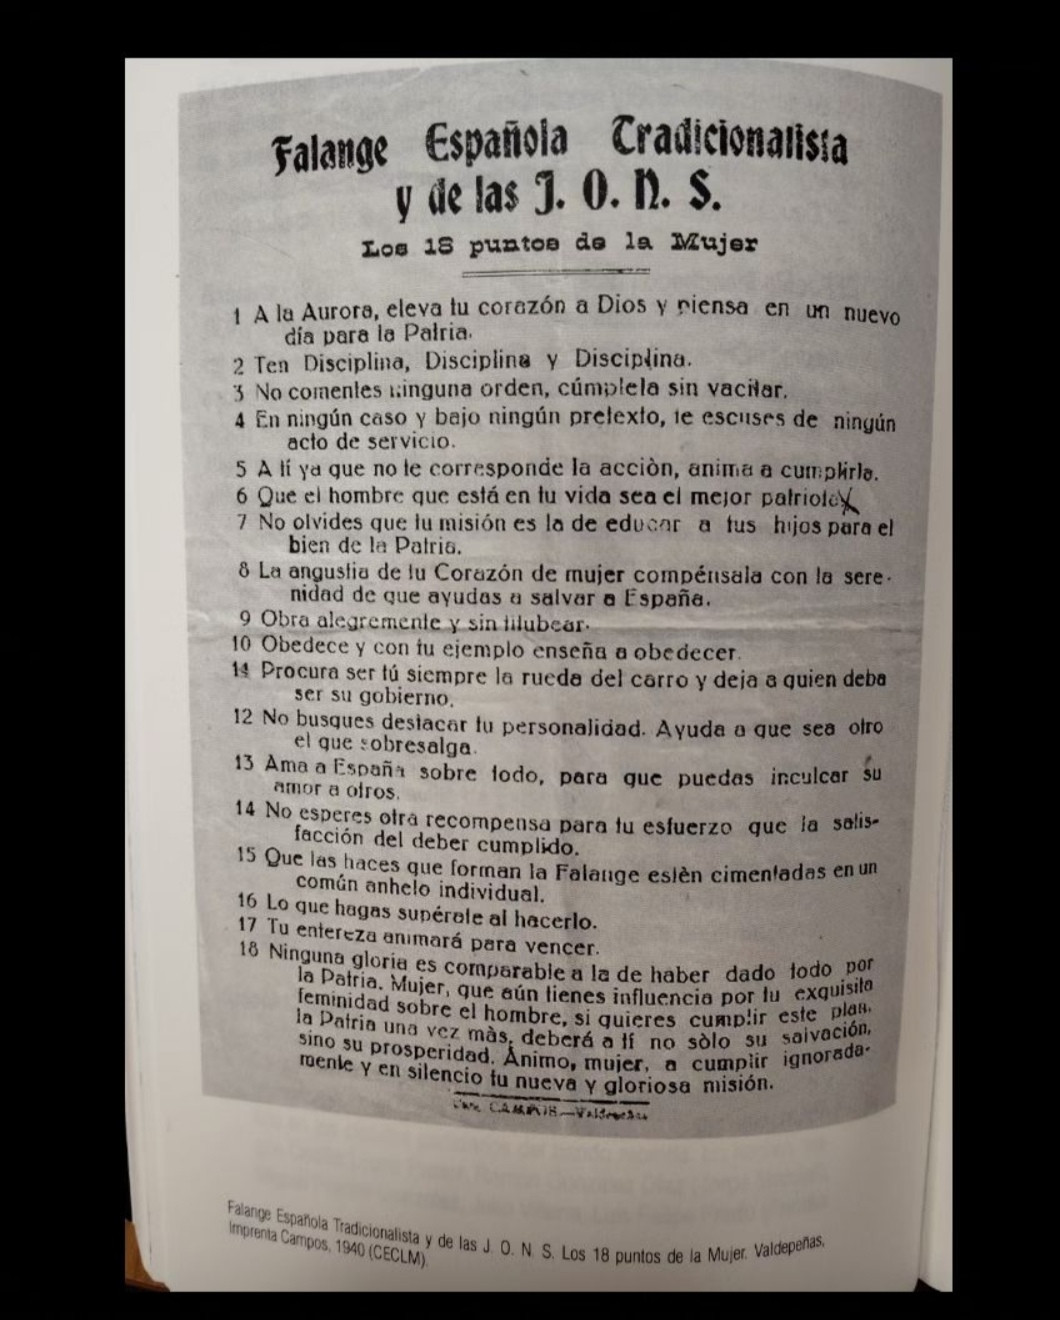 Falange Española Tradicionalista
y de las J. O. N. S.
Los 18 puntos de la Mujer
1 A la Aurora, eleva tu corazón a Dios y piensa en un nuevo
día para la Patria.
2 Ten Disciplina, Disciplina y Disciplina.
3 No comentes ninguna orden, cúmplela sin vacilar.
4 En ningún caso y bajo ningún pretexto, te escuses de ningún
acto de servicio.
5 A tí ya que no te corresponde la acciòn, anima a cumplirla.
6 Que el hombre que está en tu vida sea el mejor patriota
7 No olvides que tu misión es la de educar a tus hijos para el
bien de la Patria.
8 La angustia de tu Corazón de mujer compénsala con la sere-
nidad de que ayudas a salvar a España.
9 Obra alegremente y sin titubear.
10 Obedece y con tu ejemplo enseña a obedecer.
11 Procura ser tú siempre la rueda del carro y deja a quien deba
ser su gobierno.
12 No busques destacar tu personalidad. Ayuda a que sea otro
el que sobresalga.
13 Ama a España sobre todo, para que puedas inculcar su
amor a otros.
14 No esperes otra recompensa para tu esfuerzo que la satis-
facción del deber cumplido.
15 Que las haces que forman la Falange estèn cimentadas en un
común anhelo individual.
16 Lo que hagas supérate al hacerlo.
17 Tu entereza animará para vencer.
18 Ninguna gloria es comparable a la de haber dado todo por
la Patria. Mujer, que aún tienes influencia por tu exquisita
feminidad sobre el hombre, si quieres cumplir este plan,
la Patria una vez màs, deberá a tí no sòlo su salvación,
sino su prosperidad. Ánimo, mujer, a cumplir ignorada-
mente y en silencio tu nueva y gloriosa misión.
CAMPOS—Valdepeñas
Falange Española Tradicionalista y de las J. O. N. S. Los 18 puntos de la Mujer. Valdepeñas,
Imprenta Campos, 1940 (CECLM).